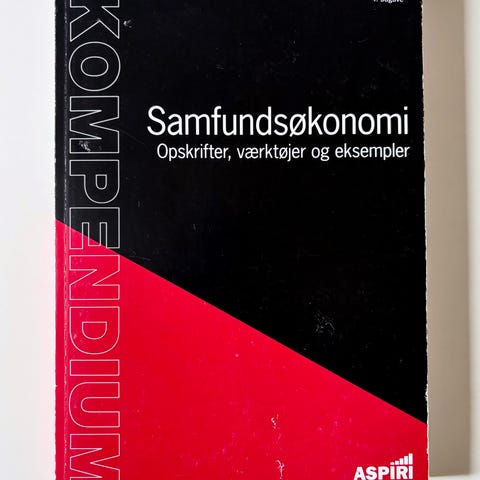 Samfundsøkonomi
Opskrifter, værktøjer og eksempler
KOMPENDIUM
ASPIRI